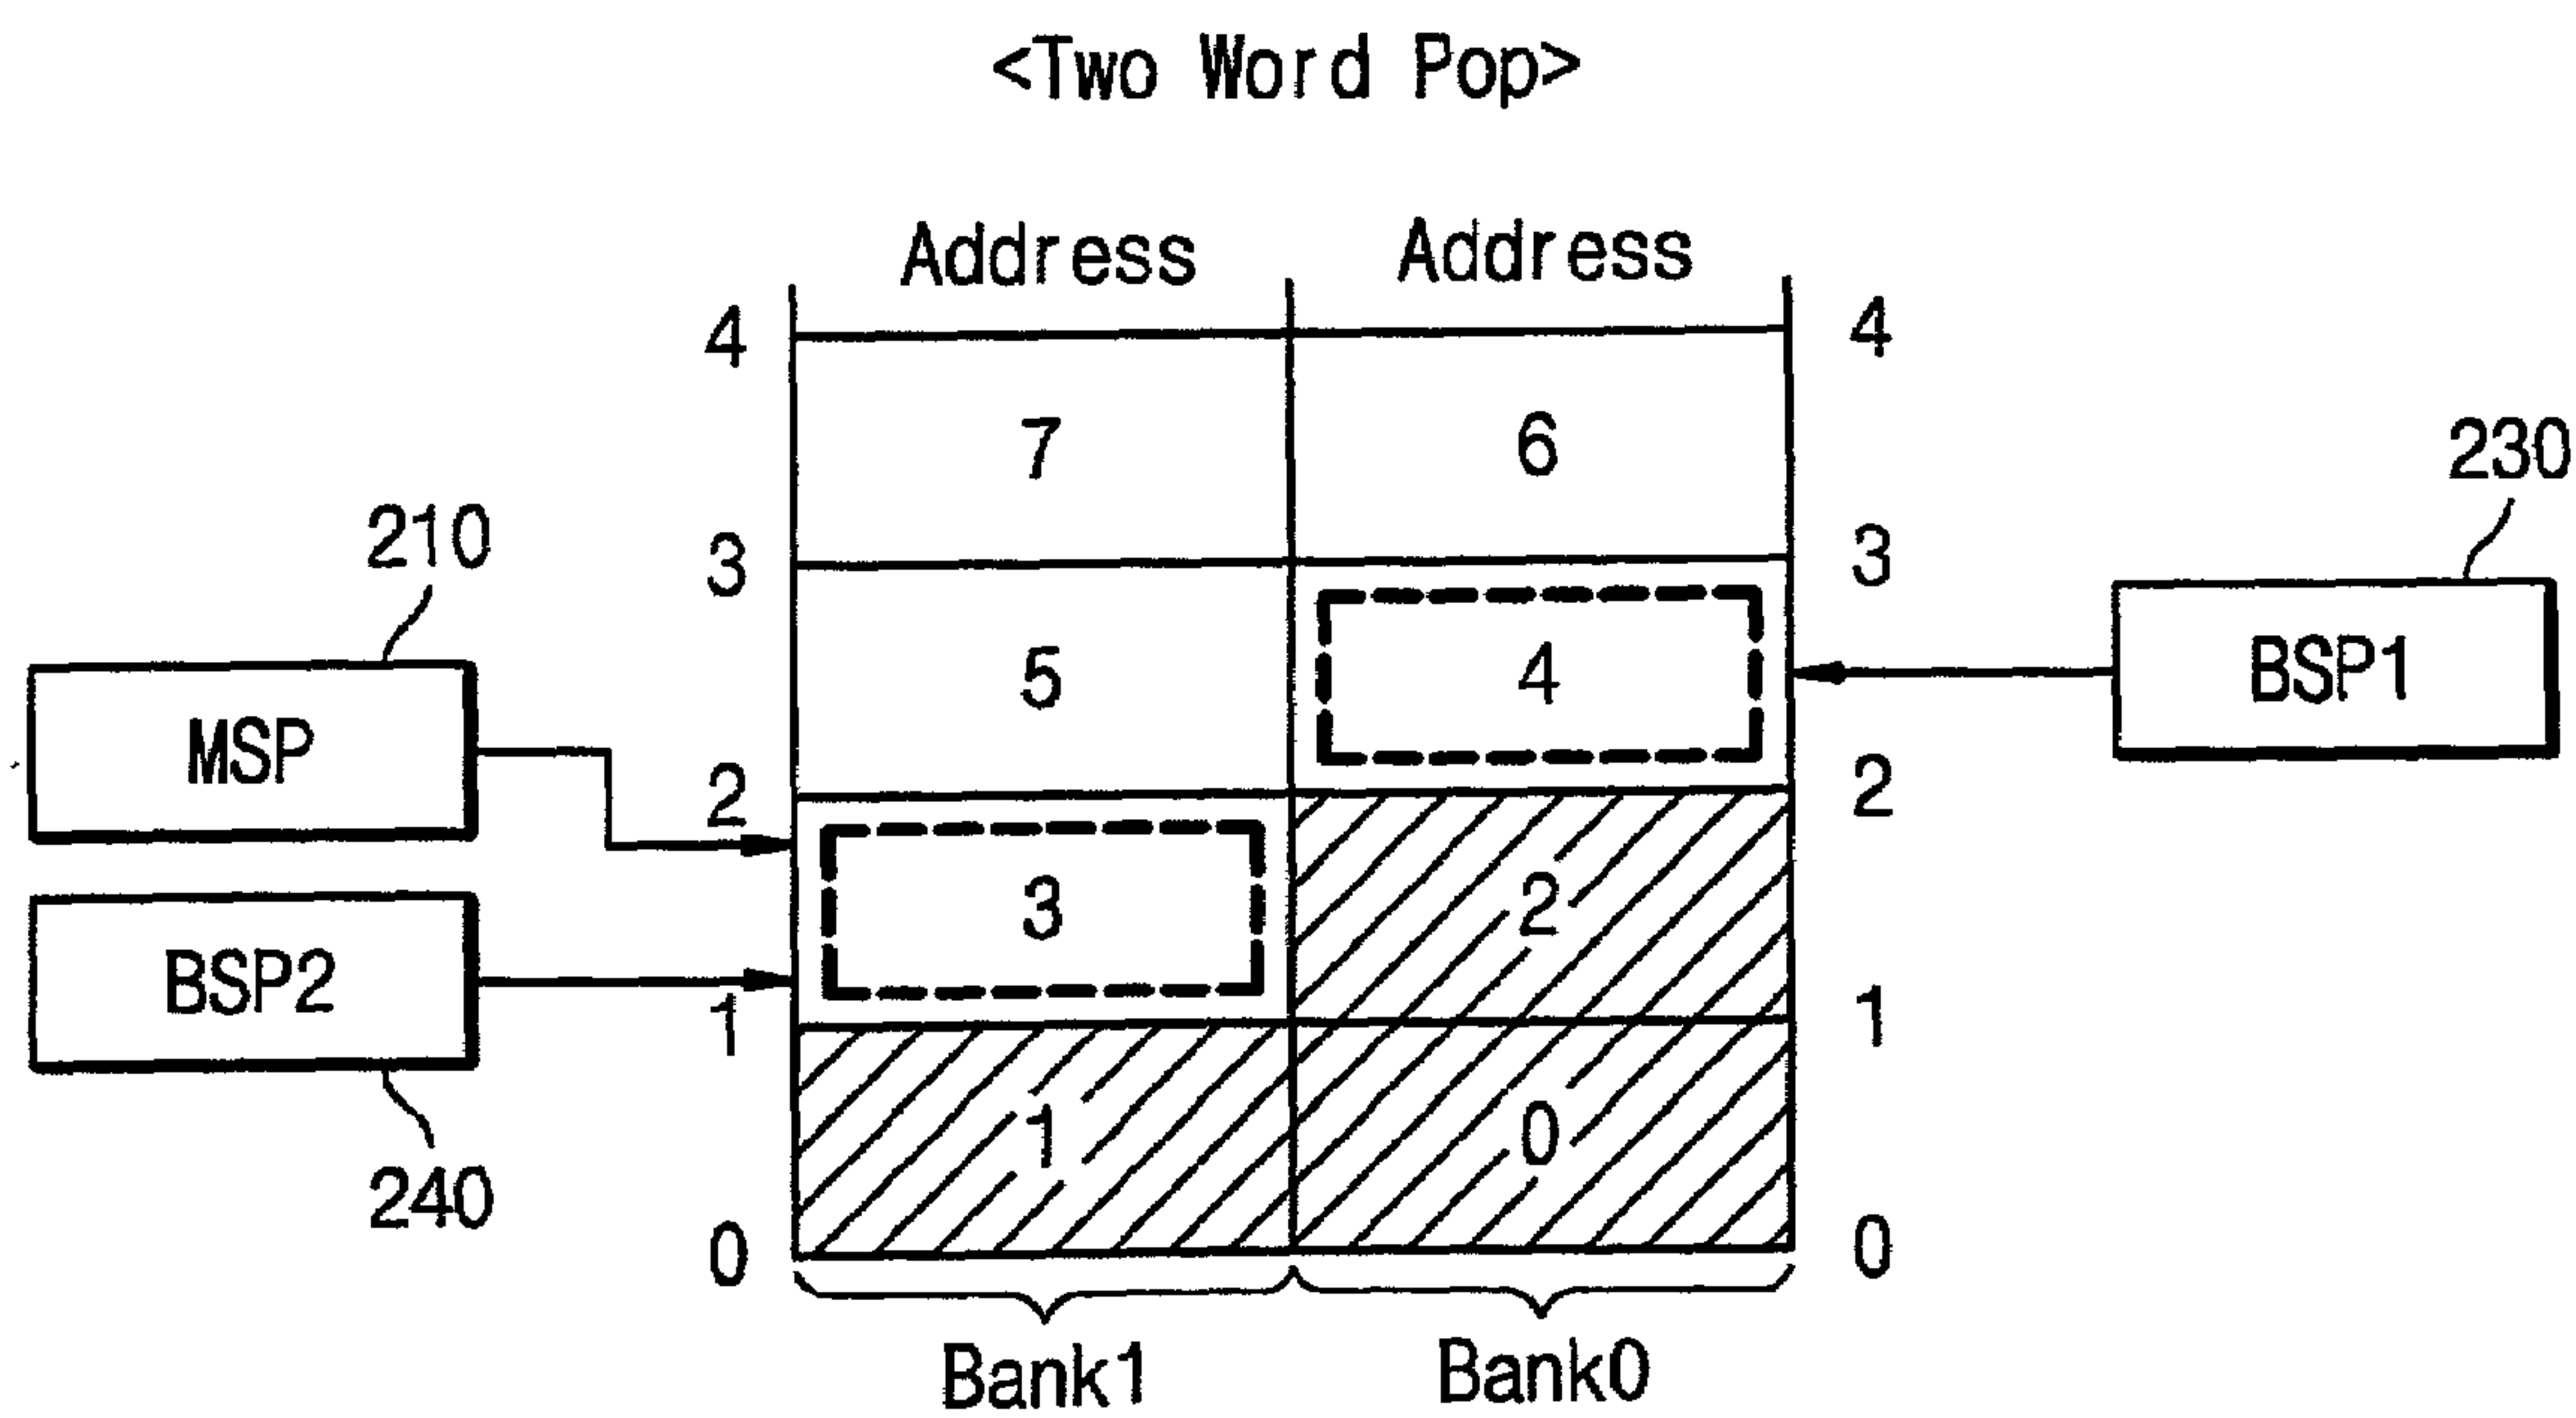 <Two Word Pop>
Address Address
4 4
7 6
230
210
3 3
5 4
BSP1
MSP
2 2
3 2
BSP2
1 1
1 0
240
0 0
Bank1 Bank0